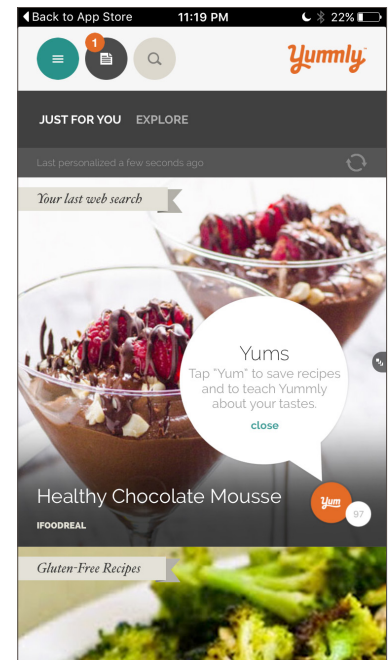 Back to App Store 11:19 PM 22%
1
Yummly
JUST FOR YOU EXPLORE
Last personalized a few seconds ago
Your last web search
Yums
Tap "Yum" to save recipes
and to teach Yummly
about your tastes.
close
Healthy Chocolate Mousse
Yum
97
IFOODREAL
Gluten-Free Recipes